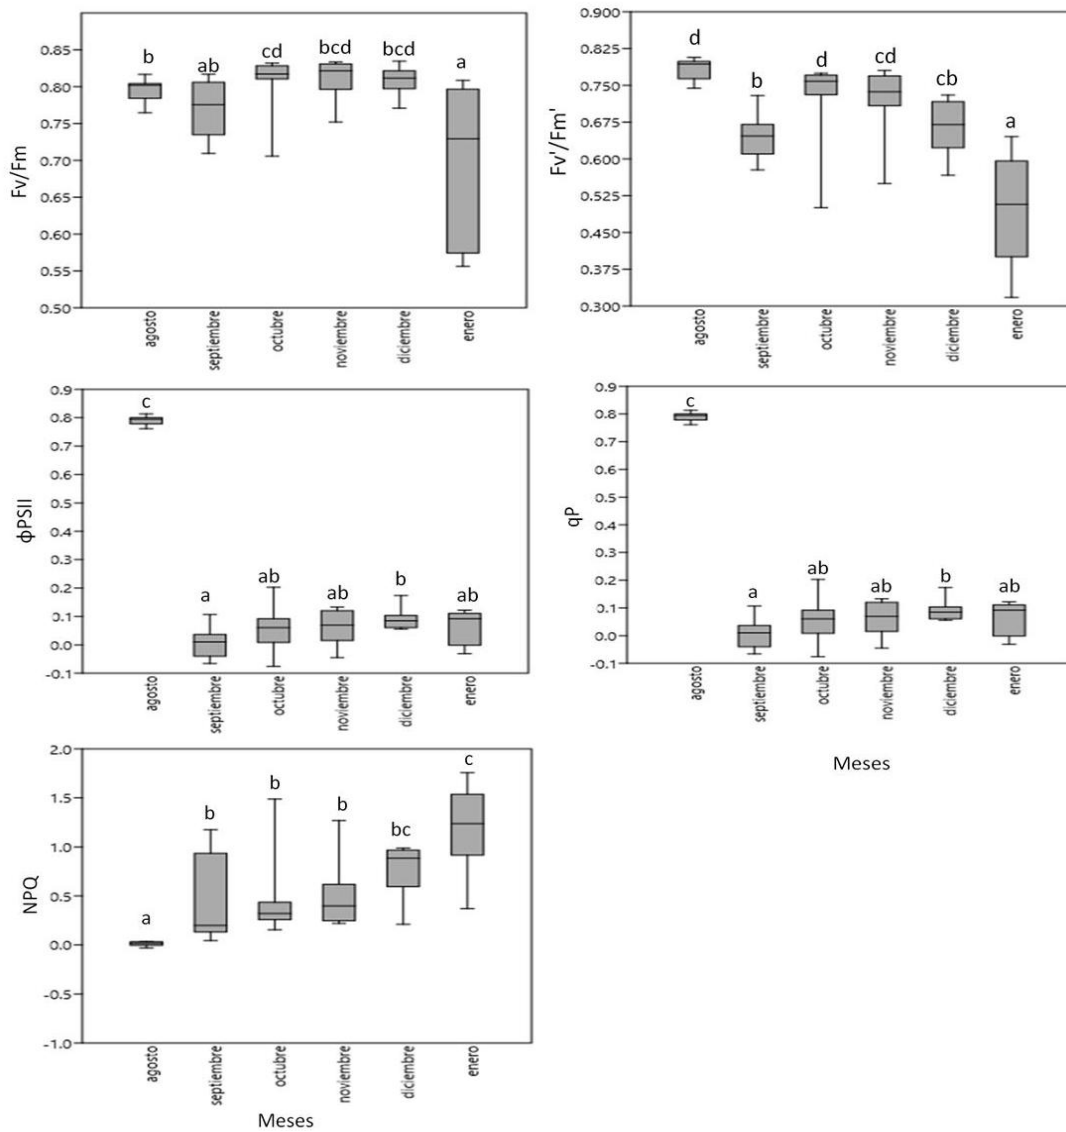 Fv/Fm
0.85
0.80
0.75
0.70
0.65
0.60
0.55
0.50
b
ab
cd
bcd
bcd
a
agosto
septiembre
octubre
noviembre
diciembre
enero
Fv'/Fm'
0.900
0.825
0.750
0.675
0.600
0.525
0.450
0.375
0.300
d
b
d
cd
cb
a
agosto
septiembre
octubre
noviembre
diciembre
enero
ϕPSII
0.9
0.8
0.7
0.6
0.5
0.4
0.3
0.2
0.1
0.0
-0.1
c
a
ab
ab
b
ab
agosto
septiembre
octubre
noviembre
diciembre
enero
qP
0.9
0.8
0.7
0.6
0.5
0.4
0.3
0.2
0.1
0.0
-0.1
c
a
ab
ab
b
ab
agosto
septiembre
octubre
noviembre
diciembre
enero
Meses
NPQ
2.0
1.5
1.0
0.5
0.0
-0.5
-1.0
a
b
b
b
bc
c
agosto
septiembre
octubre
noviembre
diciembre
enero
Meses